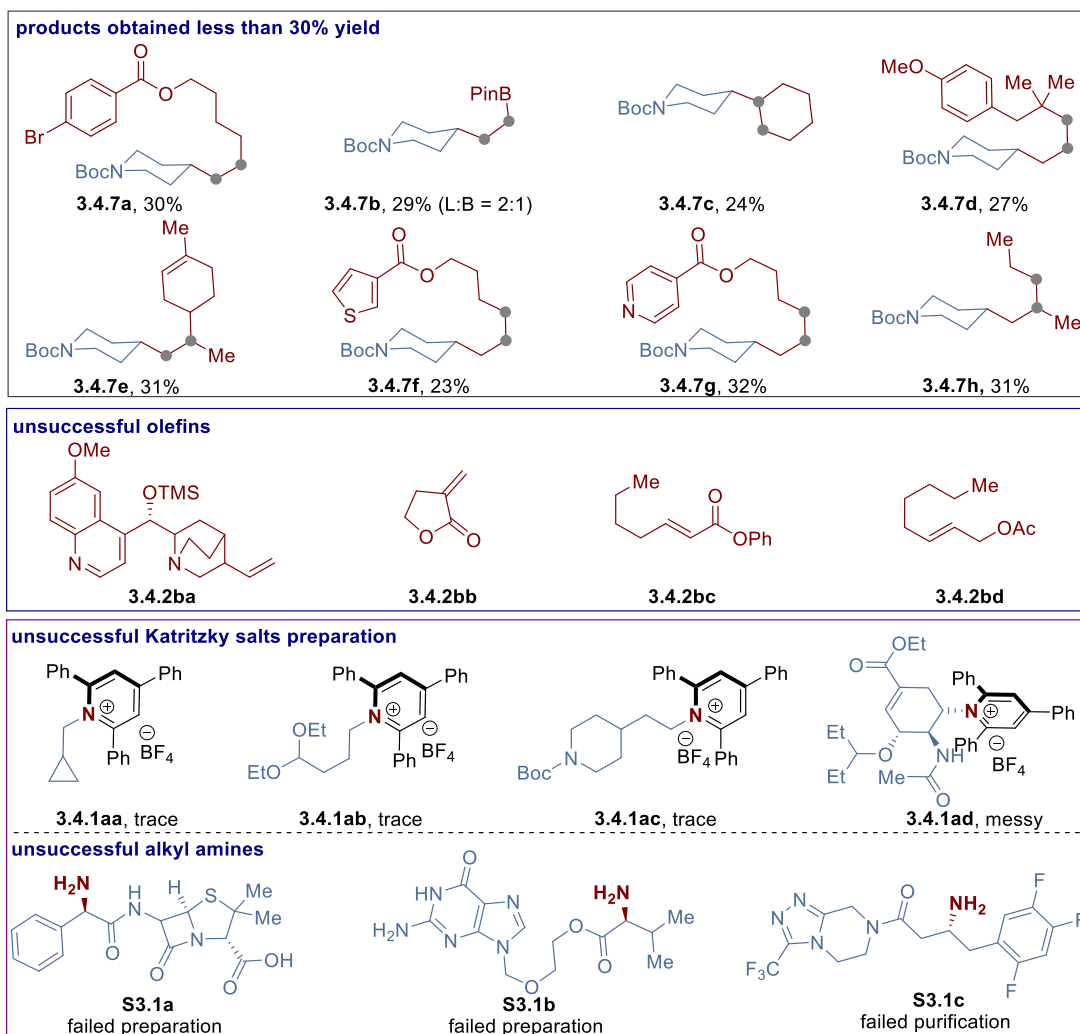 products obtained less than 30% yield
O
O
Br
BocN
3.4.7a, 30%
PinB
BocN
3.4.7b, 29% (L:B = 2:1)
BocN
3.4.7c, 24%
MeO
Me
Me
BocN
3.4.7d, 27%
Me
BocN
Me
3.4.7e, 31%
O
O
S
BocN
3.4.7f, 23%
O
O
N
BocN
3.4.7g, 32%
Me
BocN
Me
3.4.7h, 31%
unsuccessful olefins
OMe
OTMS
N
N
3.4.2ba
O
O
3.4.2bb
Me
O
OPh
3.4.2bc
Me
OAc
3.4.2bd
unsuccessful Katritzky salts preparation
Ph
Ph
N
+
−
BF4
Ph
3.4.1aa, trace
Ph
Ph
OEt
N
+
−
EtO
BF4
Ph
3.4.1ab, trace
Ph
Ph
N
+
−
N
Boc
BF4
Ph
3.4.1ac, trace
OEt
O
Ph
N
+
Ph
Ph
−
O
NH
BF4
Et
Et
Me
O
3.4.1ad, messy
unsuccessful alkyl amines
H2N
H
N
H
S
Me
Me
O
N
O
OH
O
S3.1a
failed preparation
O
HN
N
H2N
N
N
O
O
O
H2N
Me
Me
S3.1b
failed preparation
N
N
N
F3C
N
O
NH2
F
F
F
S3.1c
failed purification